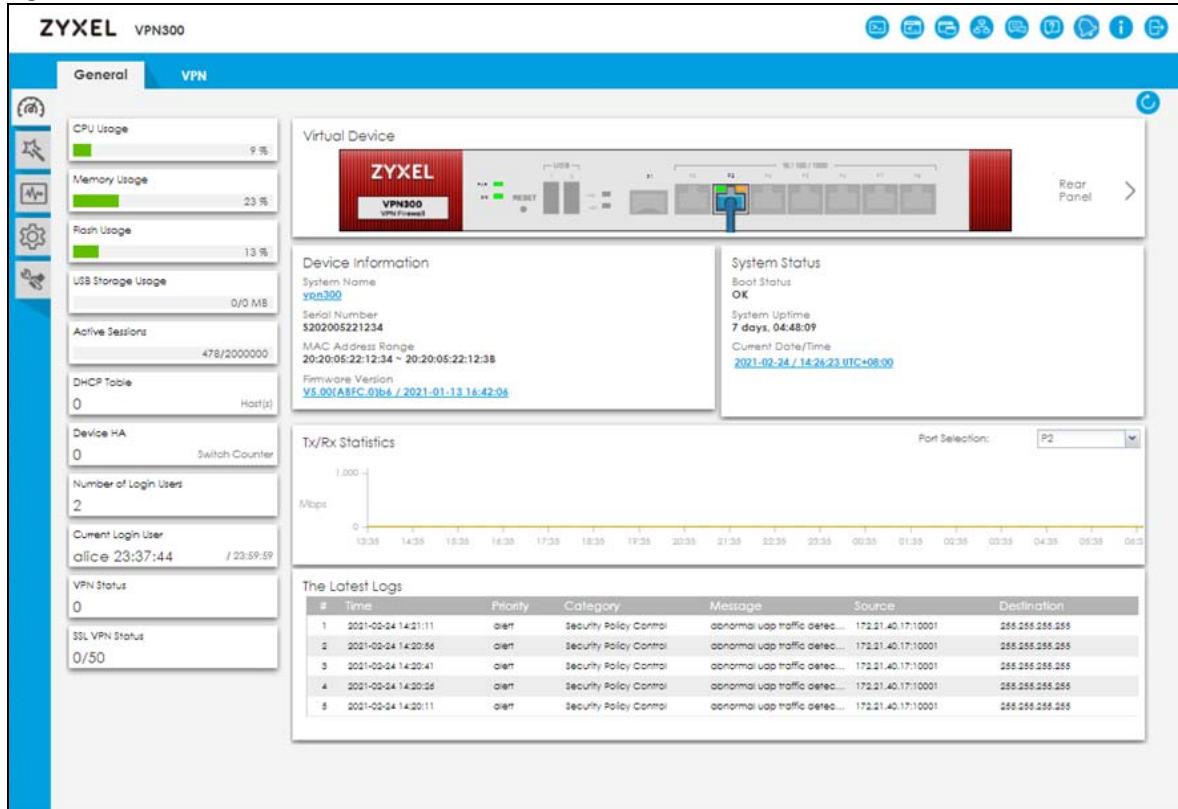 ZYXEL VPN300
General VPN
CPU Usage
9 %
Memory Usage
23 %
Flash Usage
13 %
USB Storage Usage
0/0 MB
Active Sessions
478/2000000
DHCP Table
0 Host(s)
Device HA
0 Switch Counter
Number of Login Users
2
Current Login User
alice 23:37:44 / 23:59:59
VPN Status
0
SSL VPN Status
0/50
Virtual Device
ZYXEL
VPN300
VPN Firewall
USB
1 2
RESET
10/100/1000
Rear
Panel
Device Information
System Name
vpn300
Serial Number
S202005221234
MAC Address Range
20:20:05:22:12:34 ~ 20:20:05:22:12:3B
Firmware Version
V5.00(ABFC.0)b6 / 2021-01-13 16:42:06
System Status
Boot Status
OK
System Uptime
7 days, 04:48:09
Current Date/Time
2021-02-24 / 14:26:23 UTC+08:00
Tx/Rx Statistics
Port Selection: P2
1,000
Mbps
0
13:35 14:35 15:35 16:35 17:35 18:35 19:35 20:35 21:35 22:35 23:35 00:35 01:35 02:35 03:35 04:35 05:35 06:3
The Latest Logs
# Time Priority Category Message Source Destination
1 2021-02-24 14:21:11 alert Security Policy Control abnormal udp traffic detec... 172.21.40.17:10001 255.255.255.255
2 2021-02-24 14:20:56 alert Security Policy Control abnormal udp traffic detec... 172.21.40.17:10001 255.255.255.255
3 2021-02-24 14:20:41 alert Security Policy Control abnormal udp traffic detec... 172.21.40.17:10001 255.255.255.255
4 2021-02-24 14:20:26 alert Security Policy Control abnormal udp traffic detec... 172.21.40.17:10001 255.255.255.255
5 2021-02-24 14:20:11 alert Security Policy Control abnormal udp traffic detec... 172.21.40.17:10001 255.255.255.255